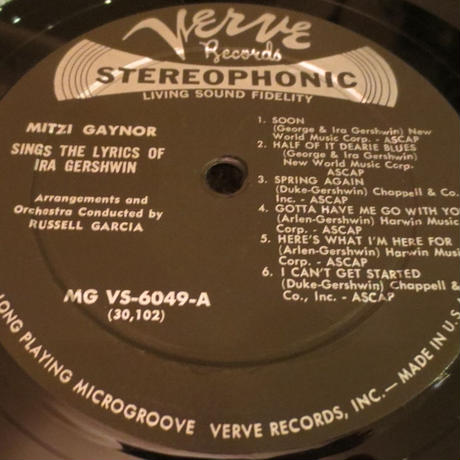 Verve
Records
STEREOPHONIC
LIVING SOUND FIDELITY
MITZI GAYNOR
SINGS THE LYRICS OF
IRA GERSHWIN
Arrangements and
Orchestra Conducted by
RUSSELL GARCIA
MG VS-6049-A
(30,102)
1. SOON
(George & Ira Gershwin) New
World Music Corp. - ASCAP
2. HALF OF IT DEARIE BLUES
(George & Ira Gershwin)
New World Music Corp.
ASCAP
3. SPRING AGAIN
(Duke-Gershwin) Chappell & Co.
Inc. - ASCAP
4. GOTTA HAVE ME GO WITH YOU
(Arlen-Gershwin) Harwin Music
Corp. - ASCAP
5. HERE'S WHAT I'M HERE FOR
(Arlen-Gershwin) Harwin Music
Corp. - ASCAP
6. I CAN'T GET STARTED
(Duke-Gershwin) Chappell &
Co., Inc. - ASCAP
LONG PLAYING MICROGROOVE VERVE RECORDS, INC.— MADE IN U.S.